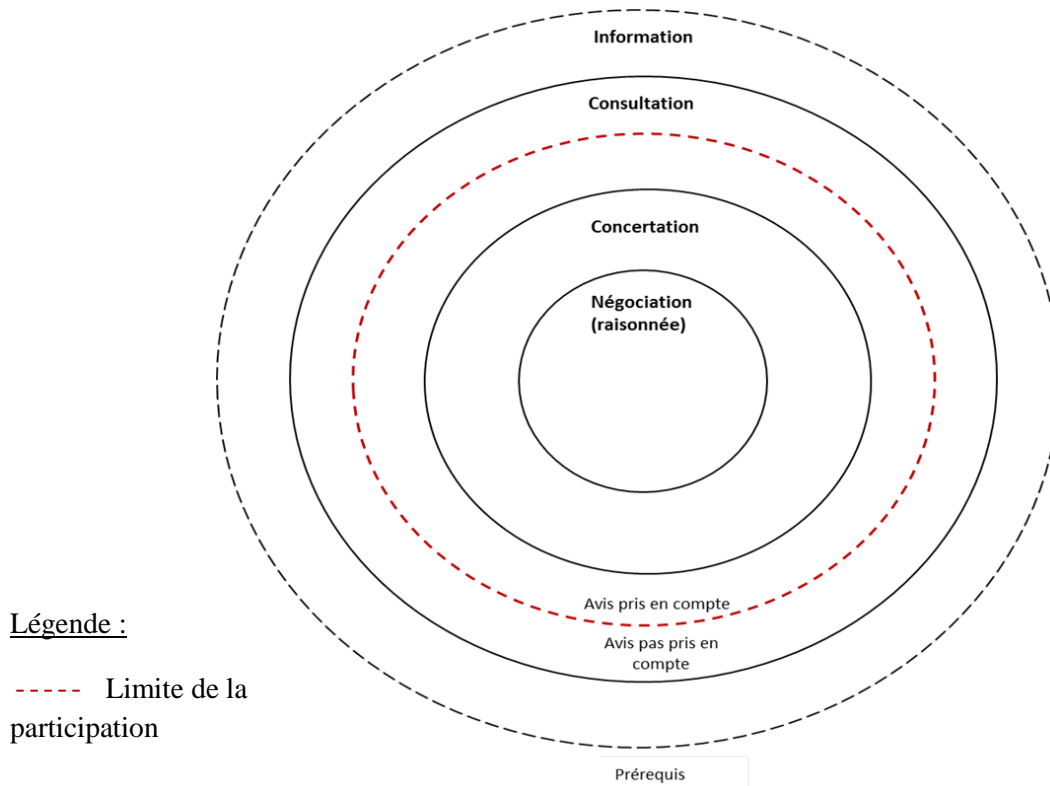 Information
Consultation
Concertation
Négociation
(raisonnée)
Avis pris en compte
Avis pas pris en
compte
Légende :
Limite de la
participation
Prérequis